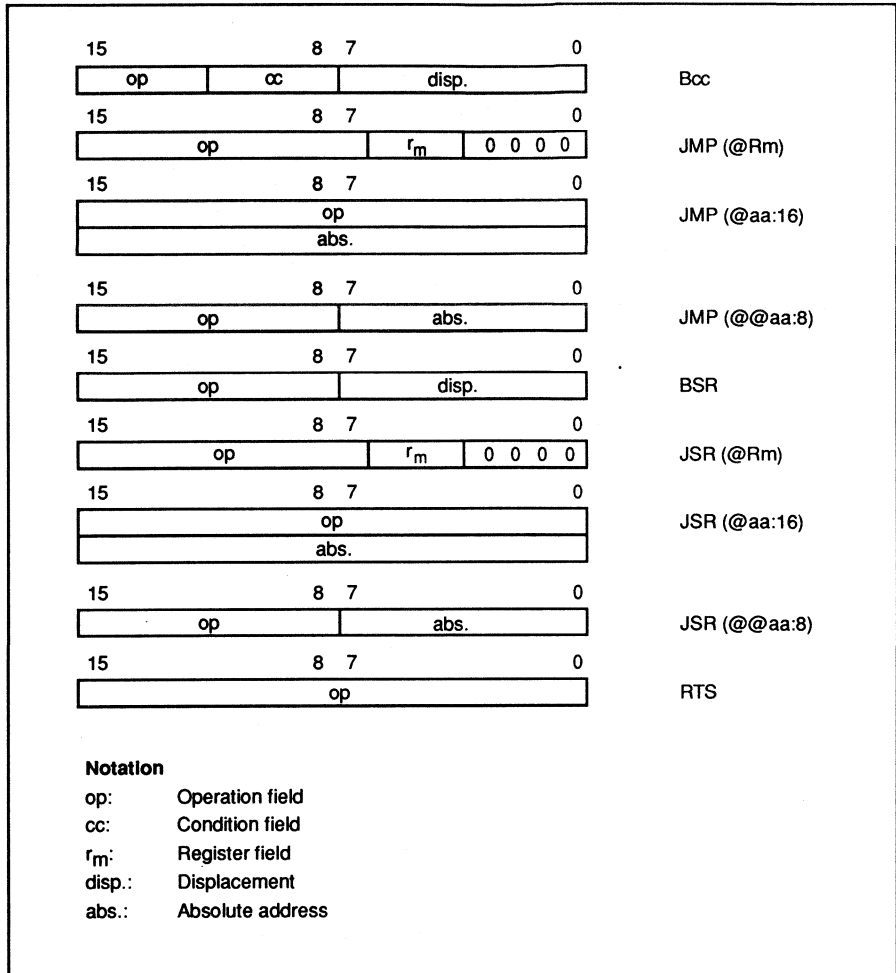 15 8 7 0
op cc disp. Bcc
15 8 7 0
op rm 0 0 0 0 JMP (@Rm)
15 8 7 0
op JMP (@aa:16)
abs.
15 8 7 0
op abs. JMP (@@aa:8)
15 8 7 0
op disp. BSR
15 8 7 0
op rm 0 0 0 0 JSR (@Rm)
15 8 7 0
op JSR (@aa:16)
abs.
15 8 7 0
op abs. JSR (@@aa:8)
15 8 7 0
op RTS
Notation
op: Operation field
cc: Condition field
rm: Register field
disp.: Displacement
abs.: Absolute address